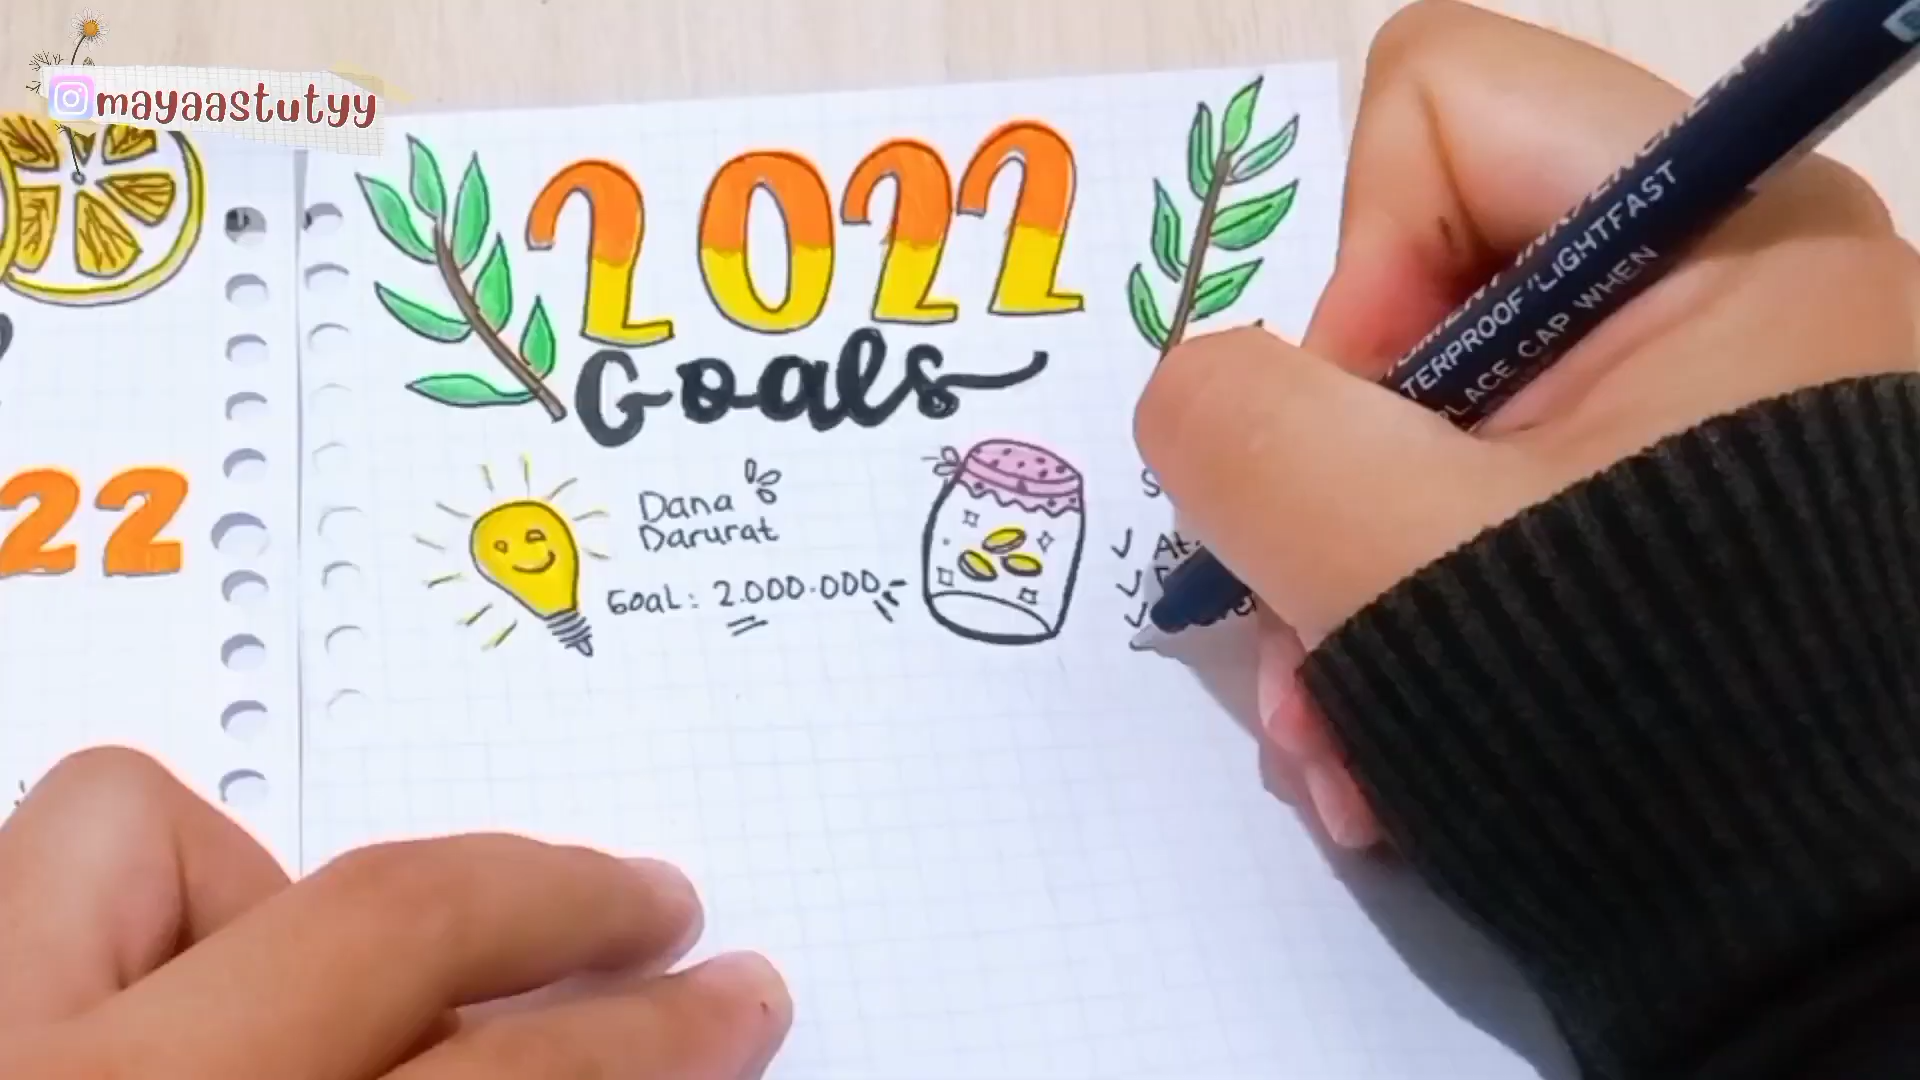 mayaastutyy
2022
Goals
22
Dana
Darurat
Goal: 2.000.000,-
TERPROOF "LIGHTFAST
PLACE CAP WHEN